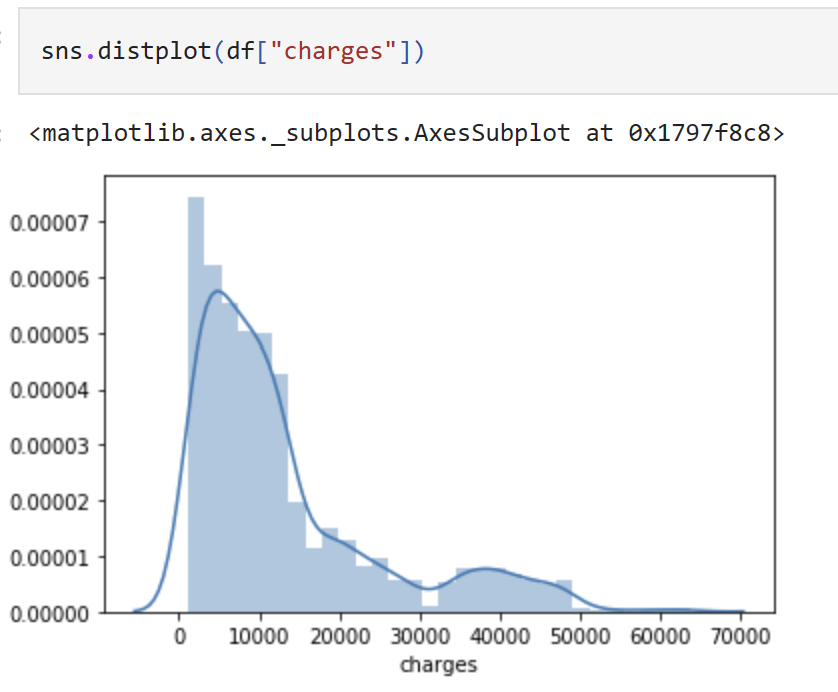 sns.distplot(df["charges"])
<matplotlib.axes._subplots.AxesSubplot at 0x1797f8c8>
0.00007
0.00006
0.00005
0.00004
0.00003
0.00002
0.00001
0.00000
0 10000 20000 30000 40000 50000 60000 70000
charges